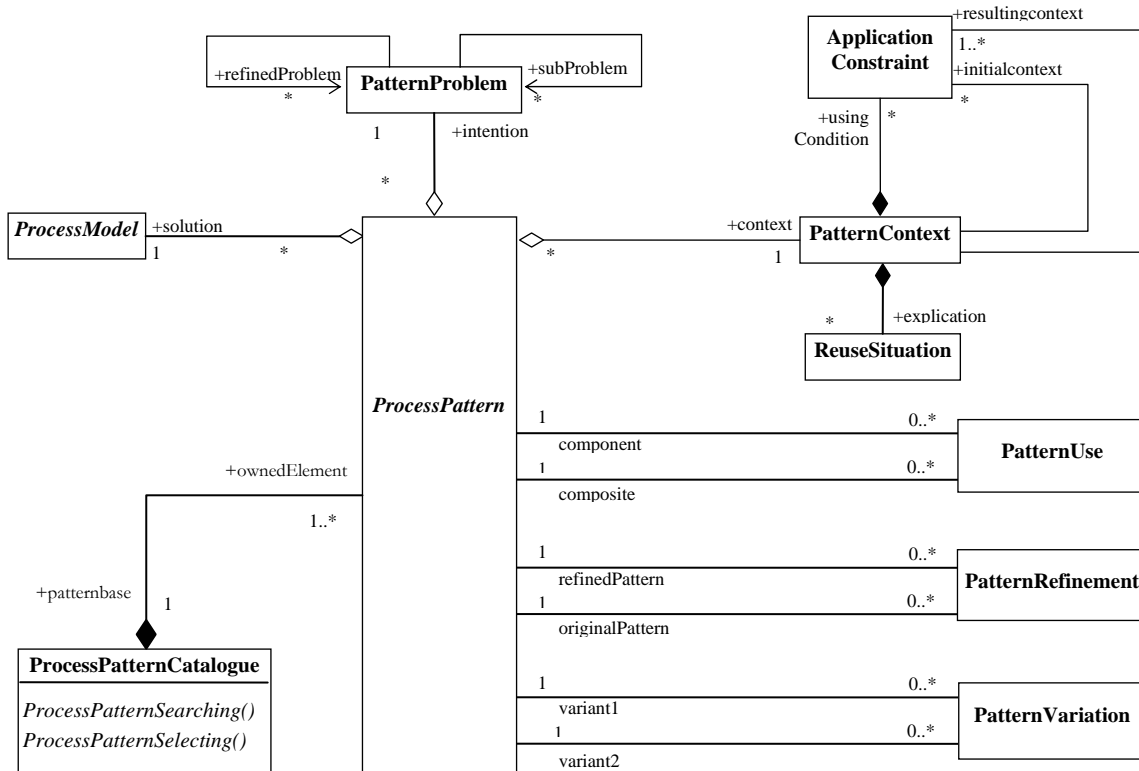 +resultingcontext
Application
Constraint
1..*
+initialcontext
*
+refinedProblem
*
PatternProblem
+subProblem
*
+using
Condition
*
1
+intention
*
ProcessModel
+solution
1
*
+context
*
1
PatternContext
+explication
*
ReuseSituation
ProcessPattern
1
0..*
component
PatternUse
1
0..*
composite
+ownedElement
1..*
1
0..*
refinedPattern
PatternRefinement
1
0..*
originalPattern
+patternbase
1
ProcessPatternCatalogue
ProcessPatternSearching()
ProcessPatternSelecting()
1
0..*
variant1
PatternVariation
1
0..*
variant2